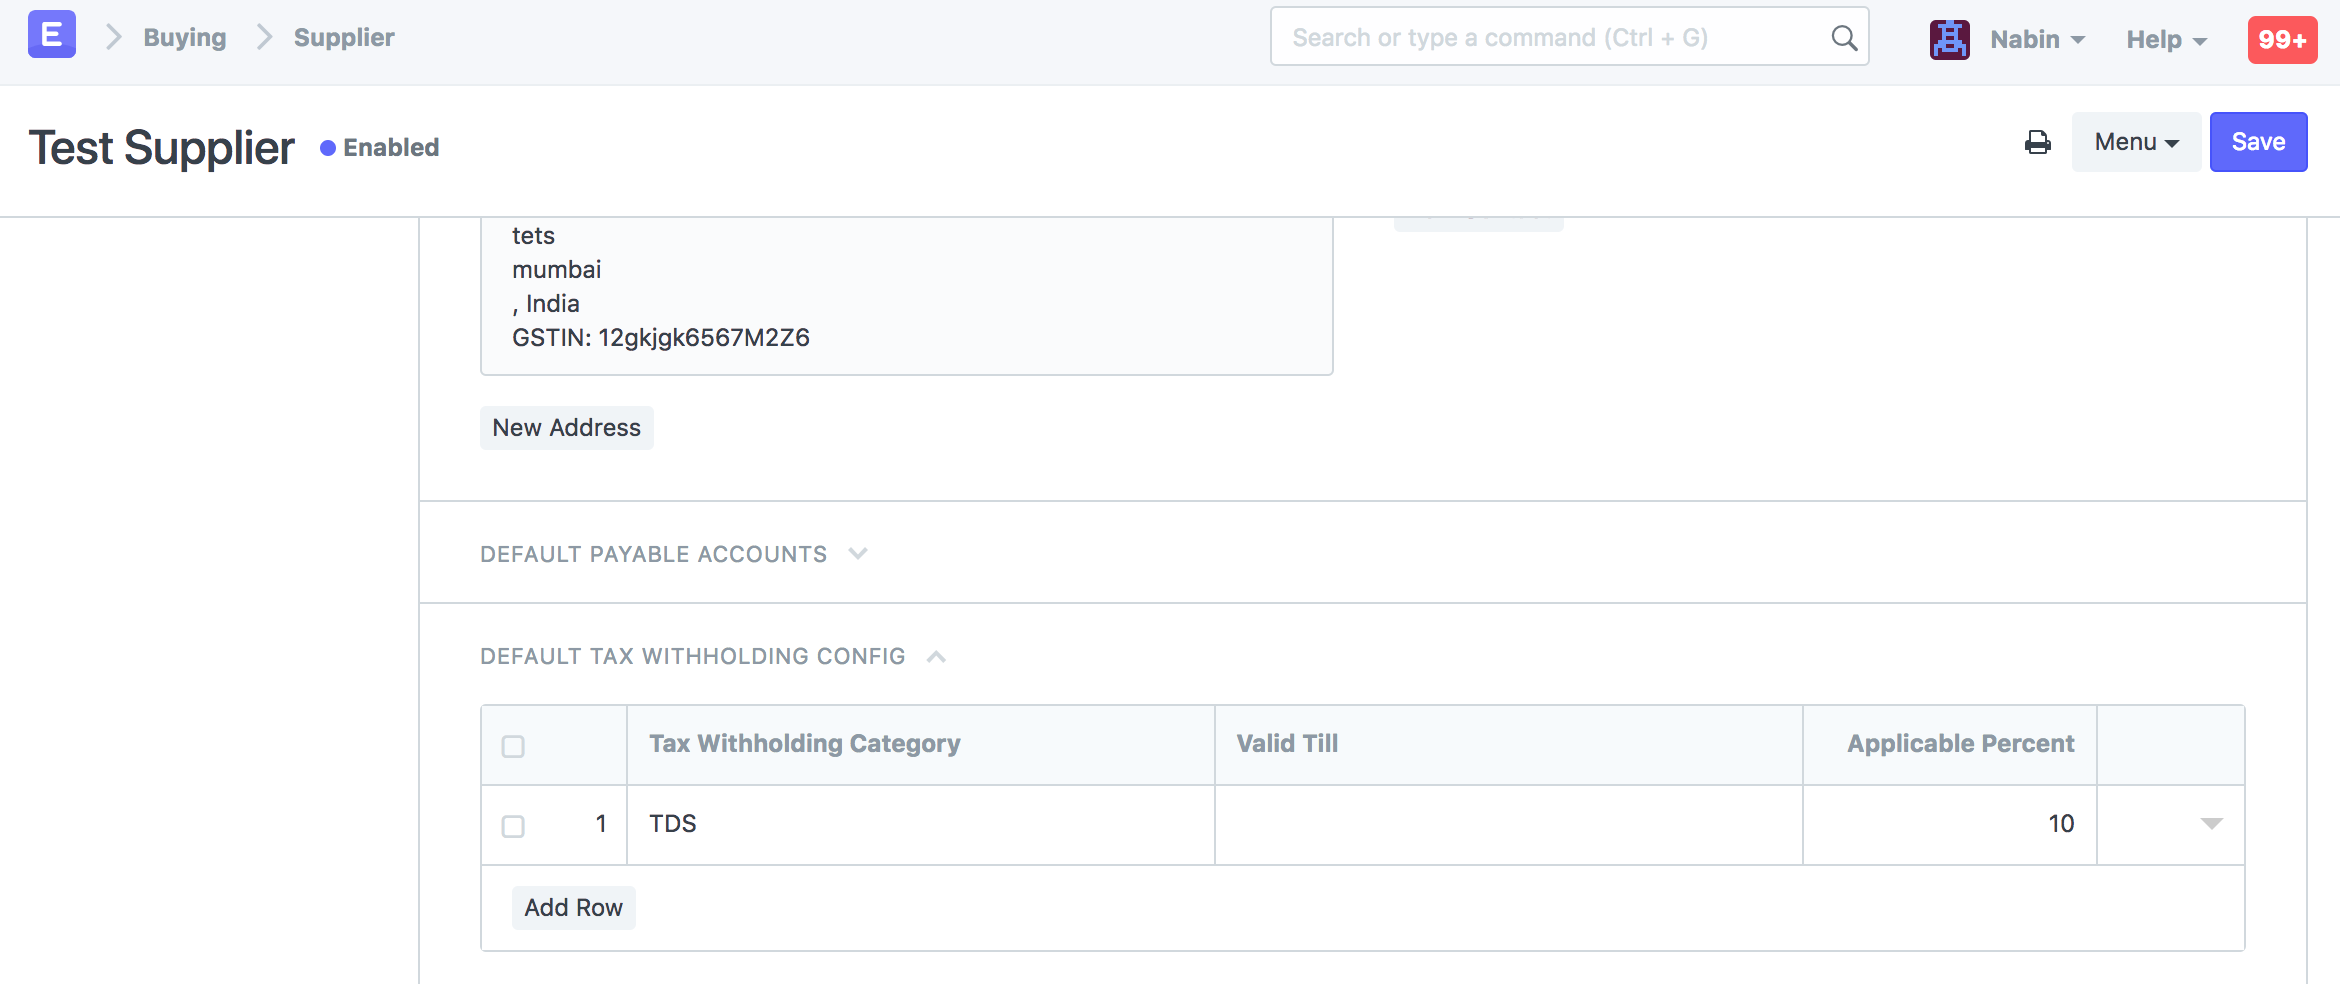 E Buying Supplier Search or type a command (Ctrl + G) Nabin Help 99+
Test Supplier Enabled Menu Save
tets
mumbai
, India
GSTIN: 12gkjgk6567M2Z6
New Address
DEFAULT PAYABLE ACCOUNTS
DEFAULT TAX WITHHOLDING CONFIG
Tax Withholding Category Valid Till Applicable Percent
1 TDS 10
Add Row